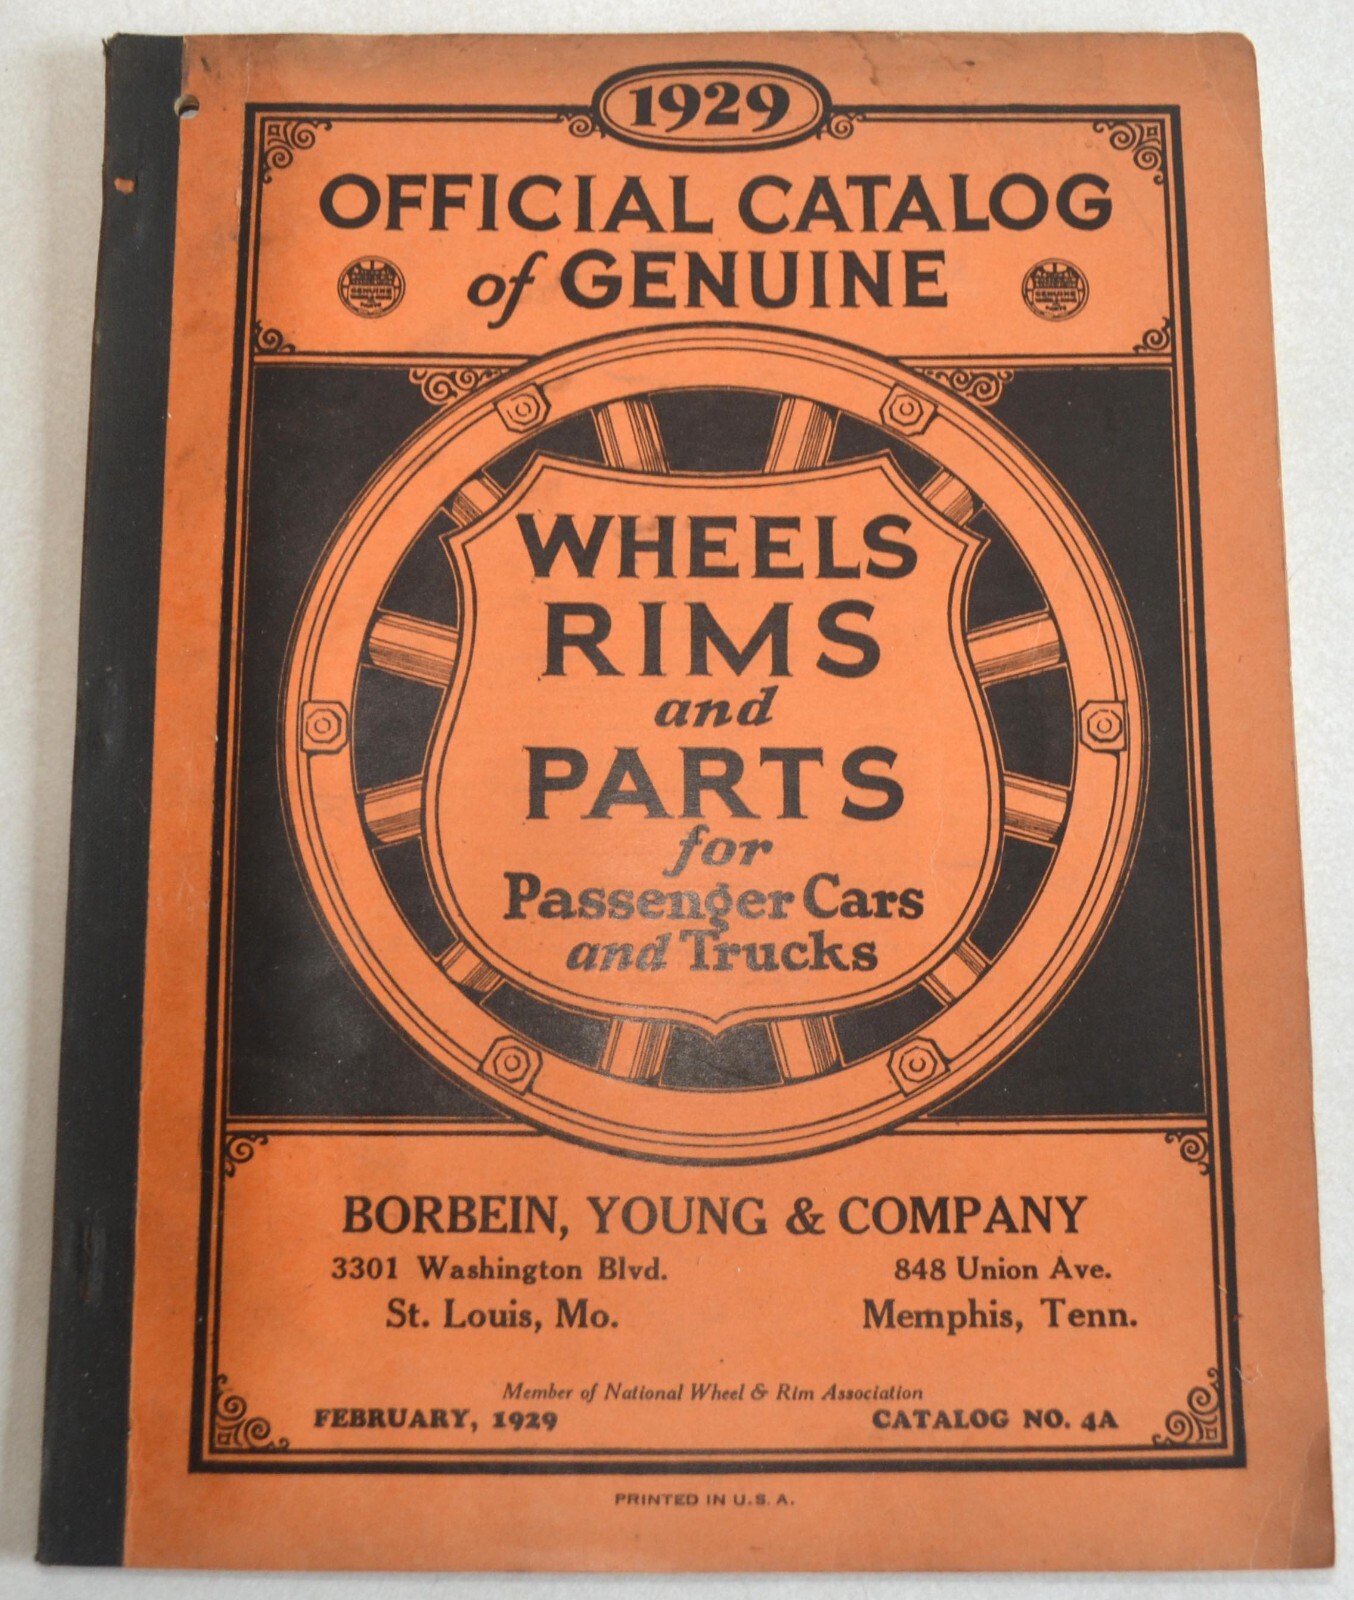 1929
OFFICIAL CATALOG
of GENUINE
GENUINE
GENUINE
WHEELS
RIMS
and
PARTS
for
Passenger Cars
and Trucks
BORBEIN, YOUNG & COMPANY
3301 Washington Blvd.
St. Louis, Mo.
848 Union Ave.
Memphis, Tenn.
Member of National Wheel & Rim Association
FEBRUARY, 1929
CATALOG NO. 4A
PRINTED IN U.S.A.